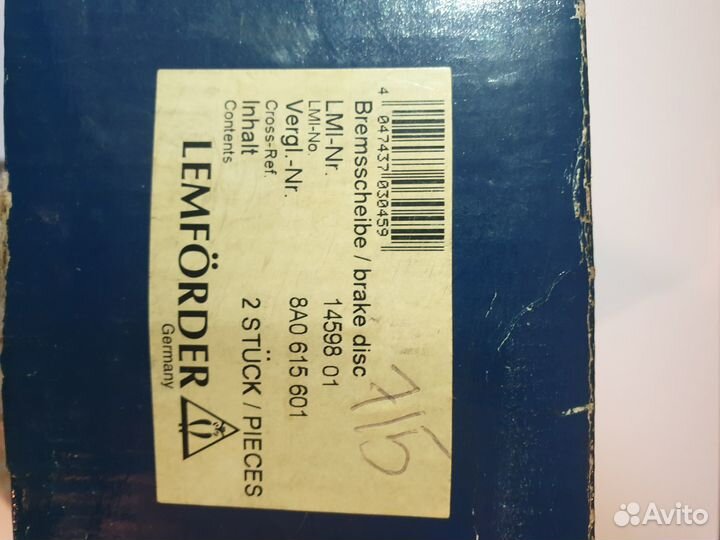 4 047437 030459
Bremsscheibe / brake disc
LMI-Nr. 14598 01
LMI-No.
Vergl.-Nr. 8A0 615 601
Cross-Ref.
Inhalt 2 STÜCK / PIECES
Contents
LEMFÖRDER
Germany
715
Avito